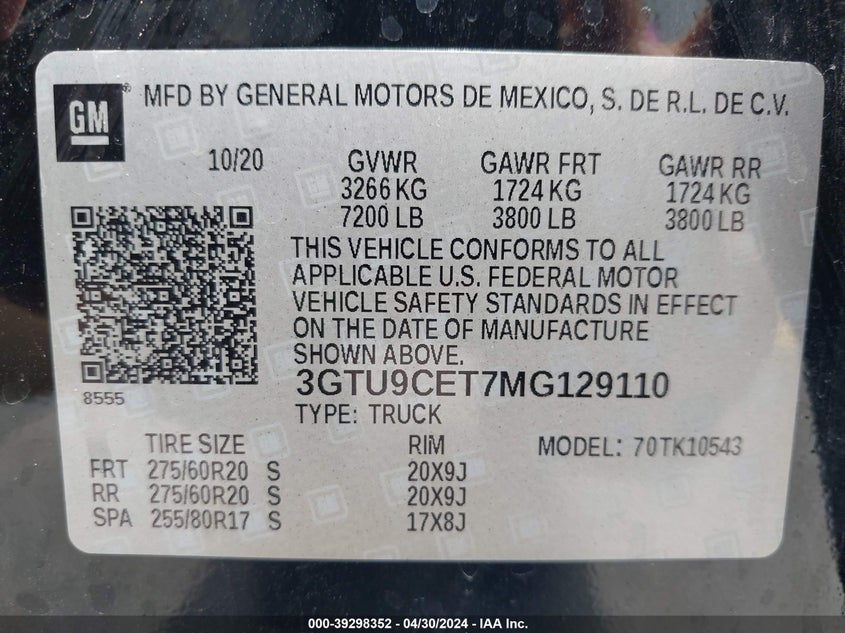 GM
MFD BY GENERAL MOTORS DE MEXICO, S. DE R.L. DE C.V.
10/20 GVWR GAWR FRT GAWR RR
3266 KG 1724 KG 1724 KG
7200 LB 3800 LB 3800 LB
THIS VEHICLE CONFORMS TO ALL
APPLICABLE U.S. FEDERAL MOTOR
VEHICLE SAFETY STANDARDS IN EFFECT
ON THE DATE OF MANUFACTURE
SHOWN ABOVE.
3GTU9CET7MG129110
8555
TYPE: TRUCK
TIRE SIZE RIM MODEL: 70TK10543
FRT 275/60R20 S 20X9J
RR 275/60R20 S 20X9J
SPA 255/80R17 S 17X8J
000-39298352 - 04/30/2024 - IAA Inc.